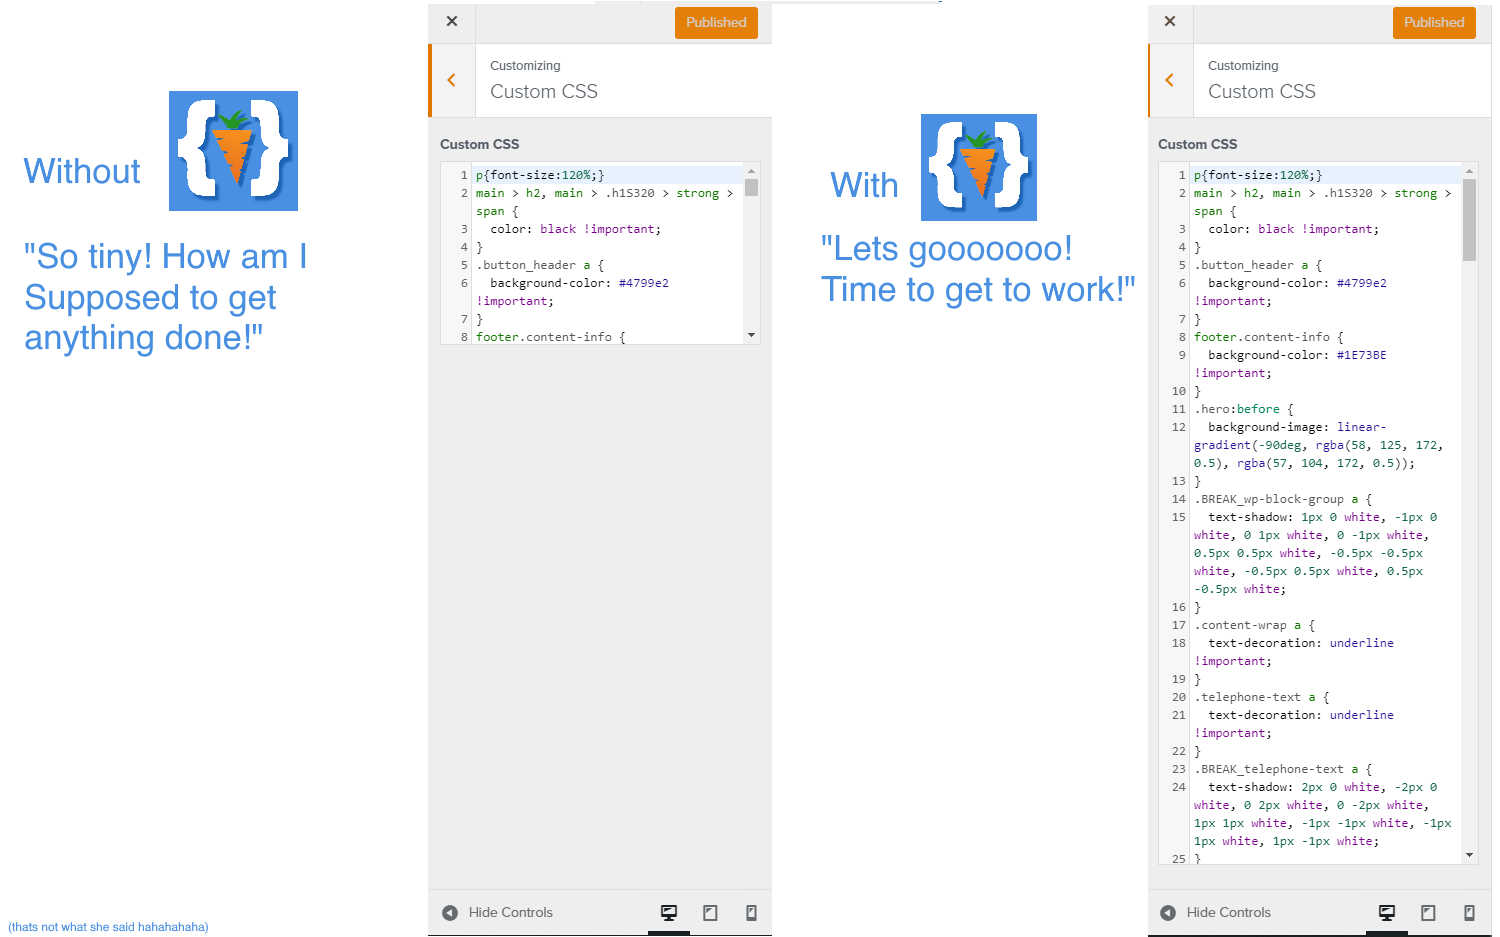 Without
"So tiny! How am I
Supposed to get
anything done!"
(thats not what she said hahahahaha)
Published
Customizing
Custom CSS
Custom CSS
1 p{font-size:120%;}
2 main > h2, main > .h1S320 > strong >
span {
3 color: black !important;
4 }
5 .button_header a {
6 background-color: #4799e2
!important;
7 }
8 footer.content-info {
Hide Controls
With
"Lets gooooooo!
Time to get to work!"
Published
Customizing
Custom CSS
Custom CSS
1 p{font-size:120%;}
2 main > h2, main > .h1S320 > strong >
span {
3 color: black !important;
4 }
5 .button_header a {
6 background-color: #4799e2
!important;
7 }
8 footer.content-info {
9 background-color: #1E73BE
!important;
10 }
11 .hero:before {
12 background-image: linear-
gradient(-90deg, rgba(58, 125, 172,
0.5), rgba(57, 104, 172, 0.5));
13 }
14 .BREAK_wp-block-group a {
15 text-shadow: 1px 0 white, -1px 0
white, 0 1px white, 0 -1px white,
0.5px 0.5px white, -0.5px -0.5px
white, -0.5px 0.5px white, 0.5px
-0.5px white;
16 }
17 .content-wrap a {
18 text-decoration: underline
!important;
19 }
20 .telephone-text a {
21 text-decoration: underline
!important;
22 }
23 .BREAK_telephone-text a {
24 text-shadow: 2px 0 white, -2px 0
white, 0 2px white, 0 -2px white,
1px 1px white, -1px -1px white, -1px
1px white, 1px -1px white;
25 }
Hide Controls